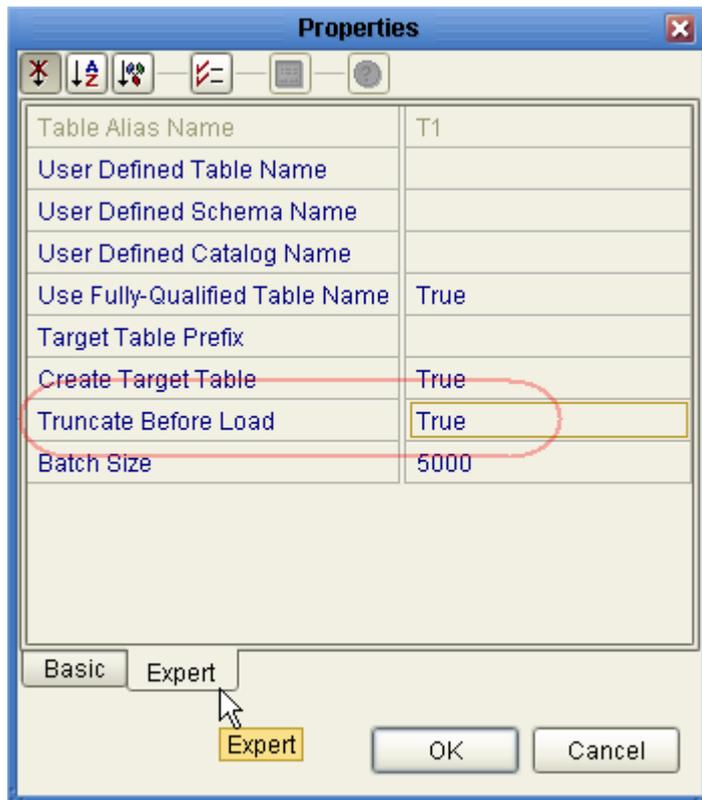 Properties
Table Alias Name T1
User Defined Table Name
User Defined Schema Name
User Defined Catalog Name
Use Fully-Qualified Table Name True
Target Table Prefix
Create Target Table True
Truncate Before Load True
Batch Size 5000
Basic Expert
Expert
OK Cancel